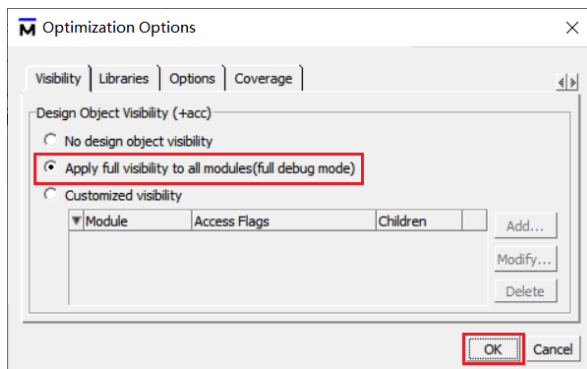 Optimization Options
Visibility Libraries Options Coverage
Design Object Visibility (+acc)
No design object visibility
Apply full visibility to all modules(full debug mode)
Customized visibility
Module Access Flags Children
Add...
Modify...
Delete
OK Cancel